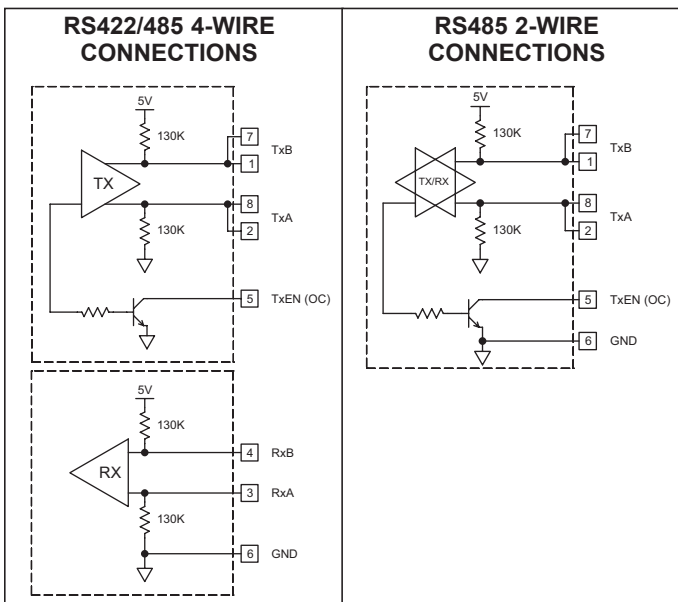 RS422/485 4-WIRE
CONNECTIONS
5V
130K
7
TxB
1
TX
8
TxA
130K
2
5
TxEN (OC)
5V
130K
4
RxB
RX
3
RxA
130K
6
GND
RS485 2-WIRE
CONNECTIONS
5V
130K
7
TxB
1
TX/RX
8
TxA
130K
2
5
TxEN (OC)
6
GND